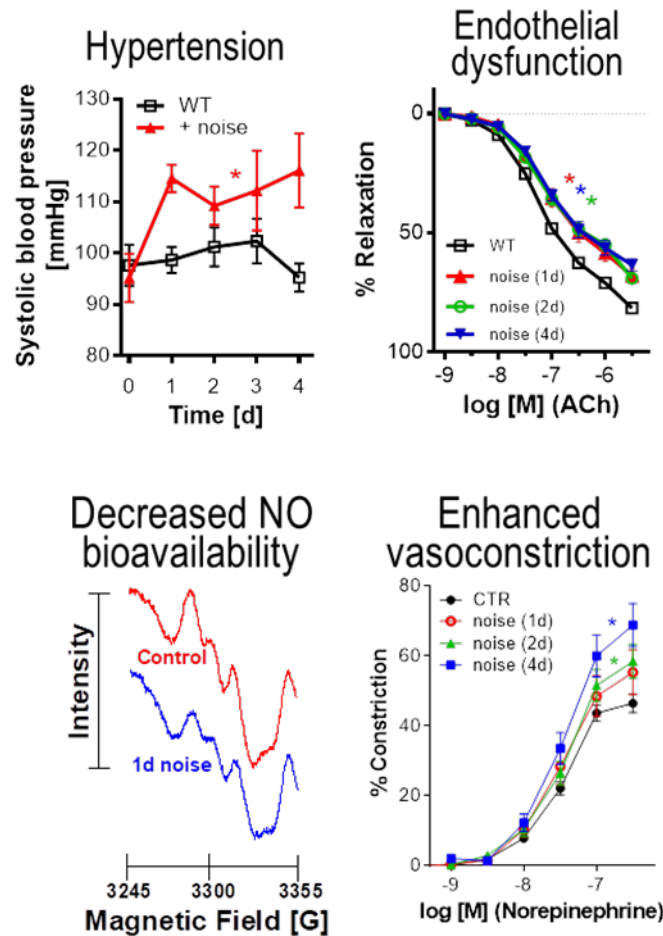 Hypertension
Systolic blood pressure
[mmHg]
130
120
110
100
90
80
WT
+ noise
*
0 1 2 3 4
Time [d]
Endothelial
dysfunction
% Relaxation
0
50
100
* * *
WT
noise (1d)
noise (2d)
noise (4d)
-9 -8 -7 -6
log [M] (ACh)
Decreased NO
bioavailability
Intensity
Control
1d noise
3245 3300 3355
Magnetic Field [G]
Enhanced
vasoconstriction
% Constriction
80
60
40
20
0
CTR
noise (1d)
noise (2d)
noise (4d)
*
*
-9 -8 -7
log [M] (Norepinephrine)